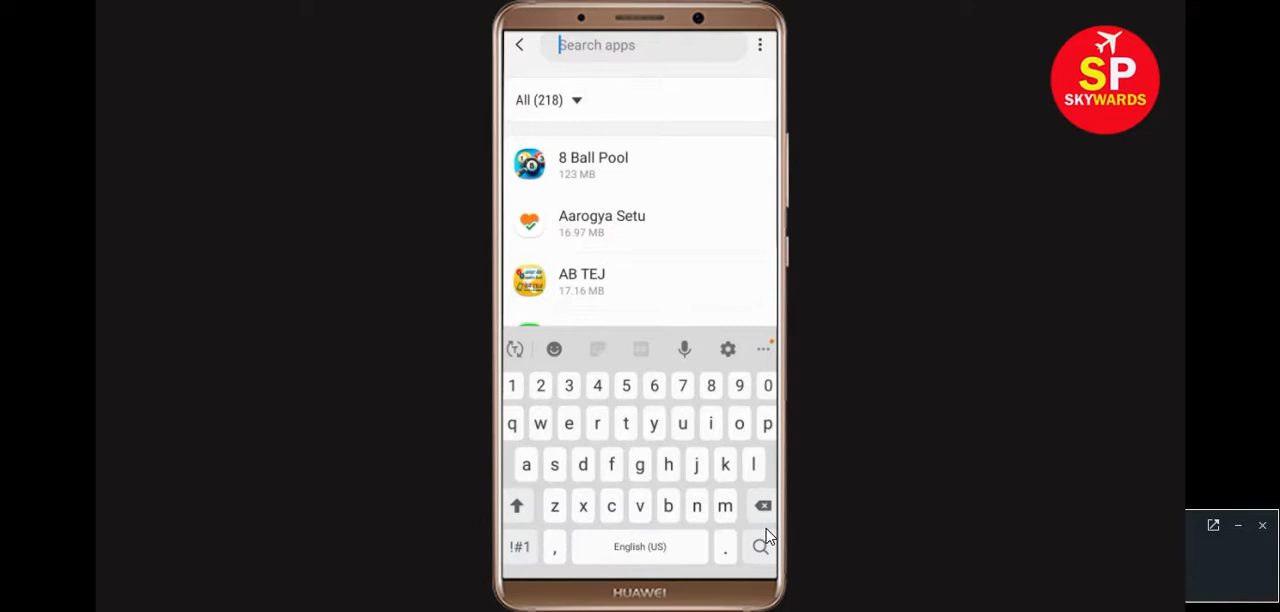 Search apps
SP
SKYWARDS
All (218)
8 Ball Pool
123 MB
Aarogya Setu
16.97 MB
AB TEJ
17.16 MB
1 2 3 4 5 6 7 8 9 0
q w e r t y u i o p
a s d f g h j k l
z x c v b n m
!#1 , English (US) .
HUAWEI